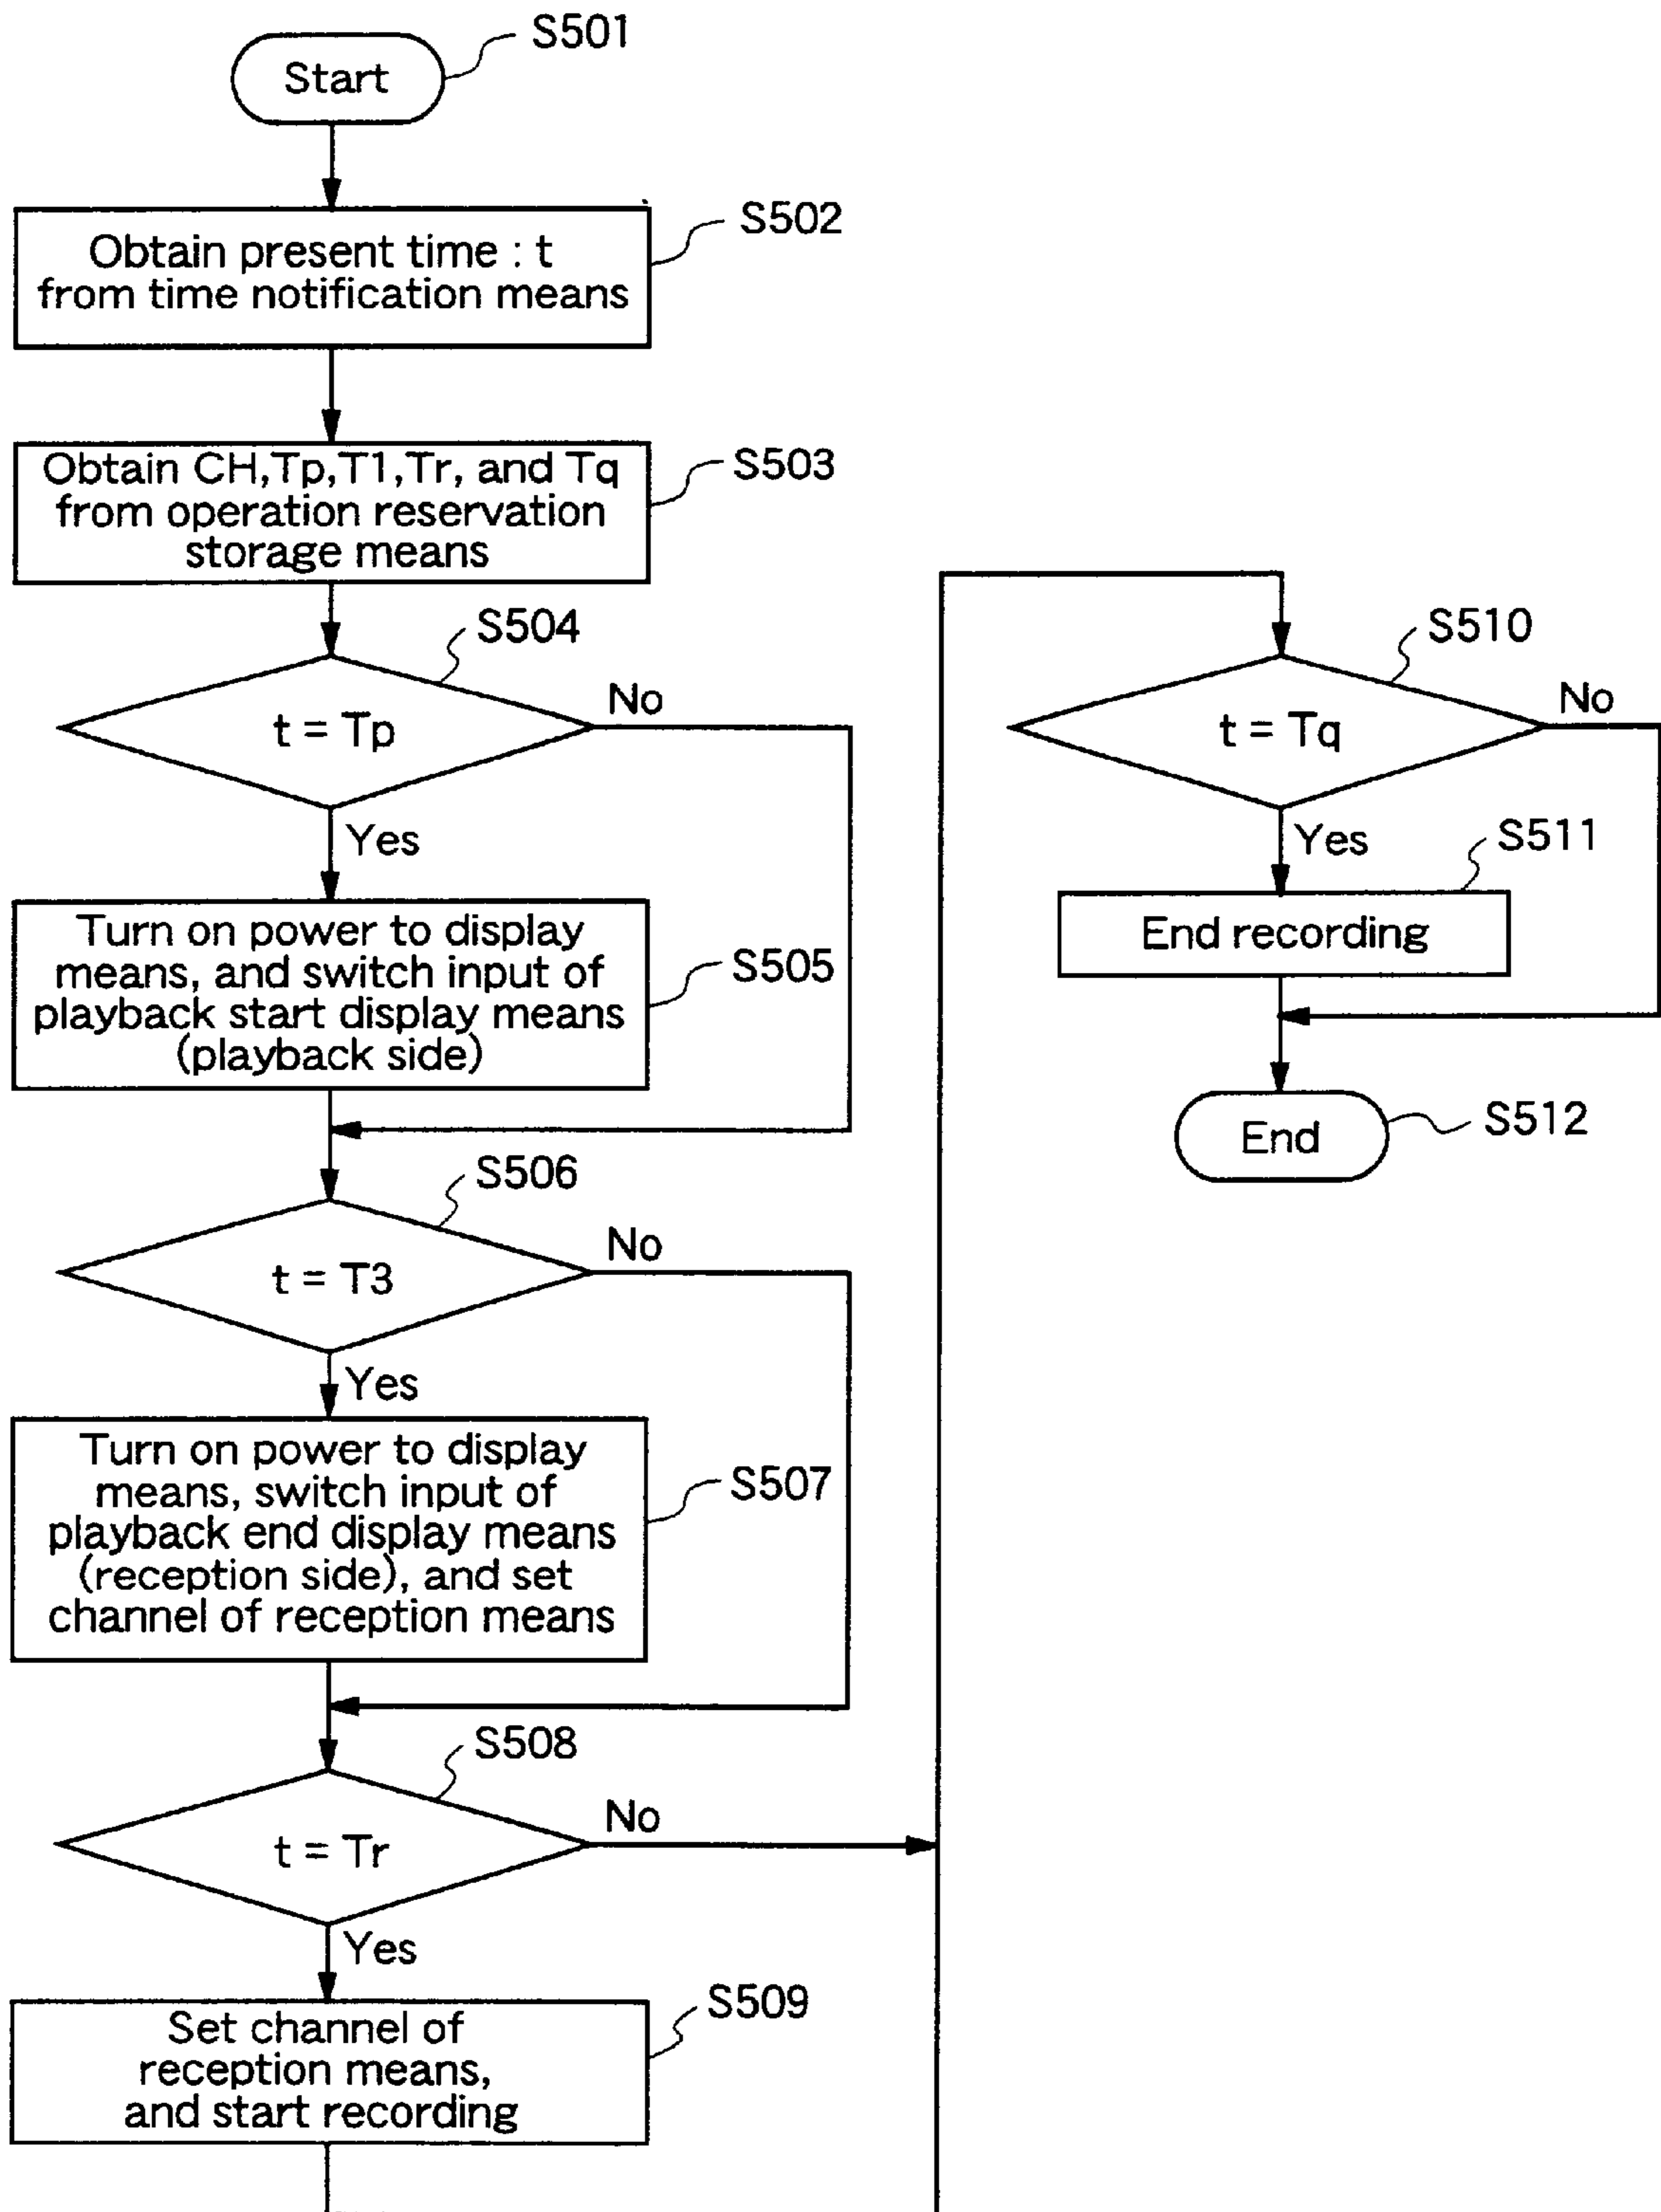 S501
Start
S502
Obtain present time : t
from time notification means
S503
Obtain CH,Tp,T1,Tr, and Tq
from operation reservation
storage means
S504
t = Tp
No
Yes
S505
Turn on power to display
means, and switch input of
playback start display means
(playback side)
S506
t = T3
No
Yes
S507
Turn on power to display
means, switch input of
playback end display means
(reception side), and set
channel of reception means
S508
t = Tr
No
Yes
S509
Set channel of
reception means,
and start recording
S510
t = Tq
No
Yes
S511
End recording
End
S512